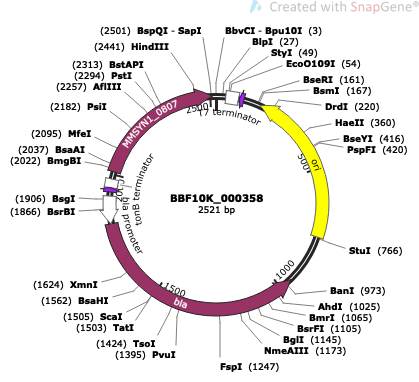 Created with SnapGene®
(2501) BspQI - SapI
BbvCI - Bpu10I (3)
(2441) HindIII
BlpI (27)
StyI (49)
EcoO109I (54)
(2313) BstAPI
(2294) PstI
(2257) AflIII
BseRI (161)
BsmI (167)
DrdI (220)
(2182) PsiI
HaeII (360)
(2095) MfeI
BseYI (416)
PspFI (420)
(2037) BsaAI
(2022) BmgBI
2500
T7 terminator
MMSYN1_0807
500
ori
tonB terminator
bla promoter
BBF10K_000358
2521 bp
(1906) BsgI
(1866) BsrBI
StuI (766)
1000
1500
bla
(1624) XmnI
BanI (973)
(1562) BsaHI
AhdI (1025)
(1505) ScaI
BmrI (1065)
(1503) TatI
BsrFI (1105)
(1424) TsoI
BglI (1145)
(1395) PvuI
NmeAIII (1173)
FspI (1247)